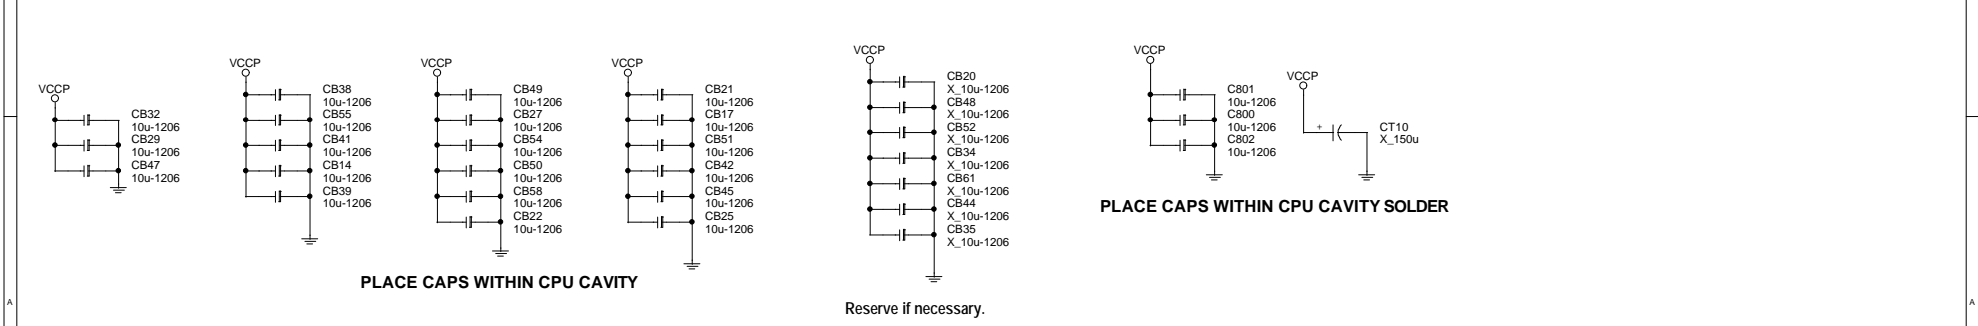 VCCP
CB32
10u-1206
CB29
10u-1206
CB47
10u-1206
VCCP
CB38
10u-1206
CB55
10u-1206
CB41
10u-1206
CB14
10u-1206
CB39
10u-1206
VCCP
CB49
10u-1206
CB27
10u-1206
CB54
10u-1206
CB50
10u-1206
CB58
10u-1206
CB22
10u-1206
VCCP
CB21
10u-1206
CB17
10u-1206
CB51
10u-1206
CB42
10u-1206
CB45
10u-1206
CB25
10u-1206
PLACE CAPS WITHIN CPU CAVITY
VCCP
CB20
X_10u-1206
CB48
X_10u-1206
CB52
X_10u-1206
CB34
X_10u-1206
CB61
X_10u-1206
CB44
X_10u-1206
CB35
X_10u-1206
Reserve if necessary.
VCCP
C801
10u-1206
C800
10u-1206
C802
10u-1206
VCCP
+
CT10
X_150u
PLACE CAPS WITHIN CPU CAVITY SOLDER
A
A